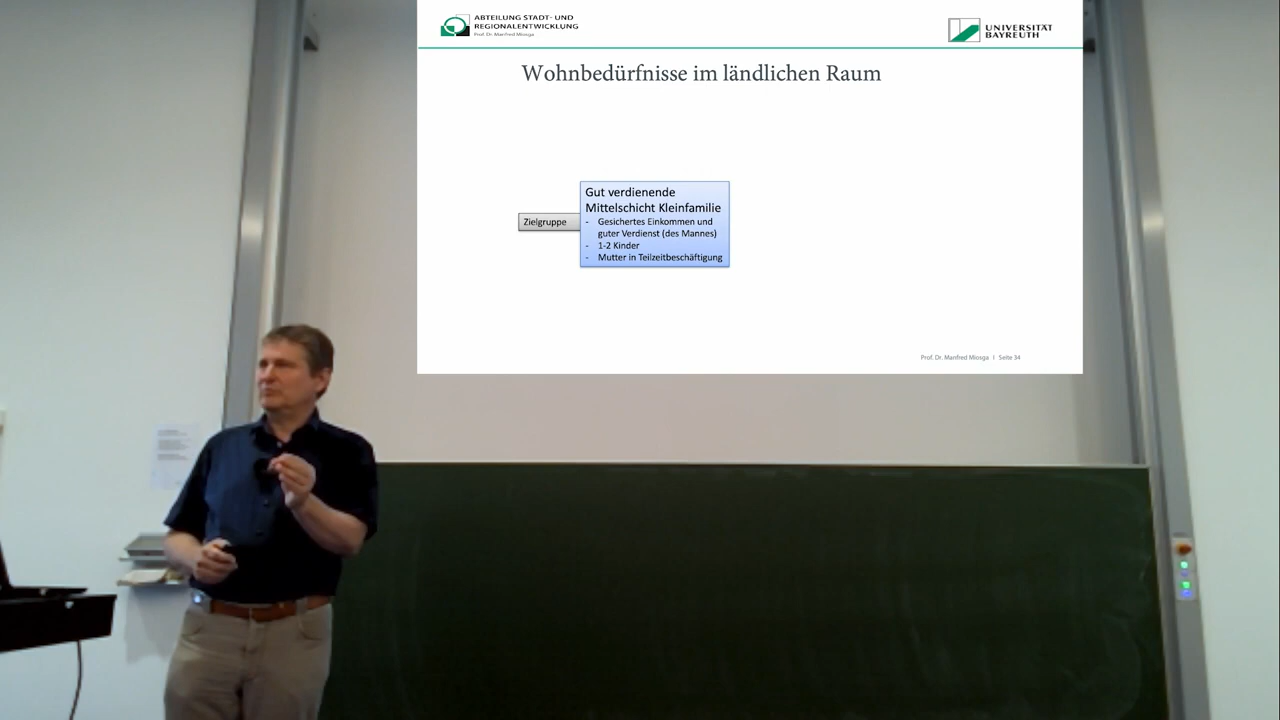 ABTEILUNG STADT- UND
REGIONALENTWICKLUNG
Prof. Dr. Manfred Miosga
UNIVERSITÄT
BAYREUTH
Wohnbedürfnisse im ländlichen Raum
Zielgruppe
Gut verdienende
Mittelschicht Kleinfamilie
- Gesichertes Einkommen und
guter Verdienst (des Mannes)
- 1-2 Kinder
- Mutter in Teilzeitbeschäftigung
Prof. Dr. Manfred Miosga I Seite 34